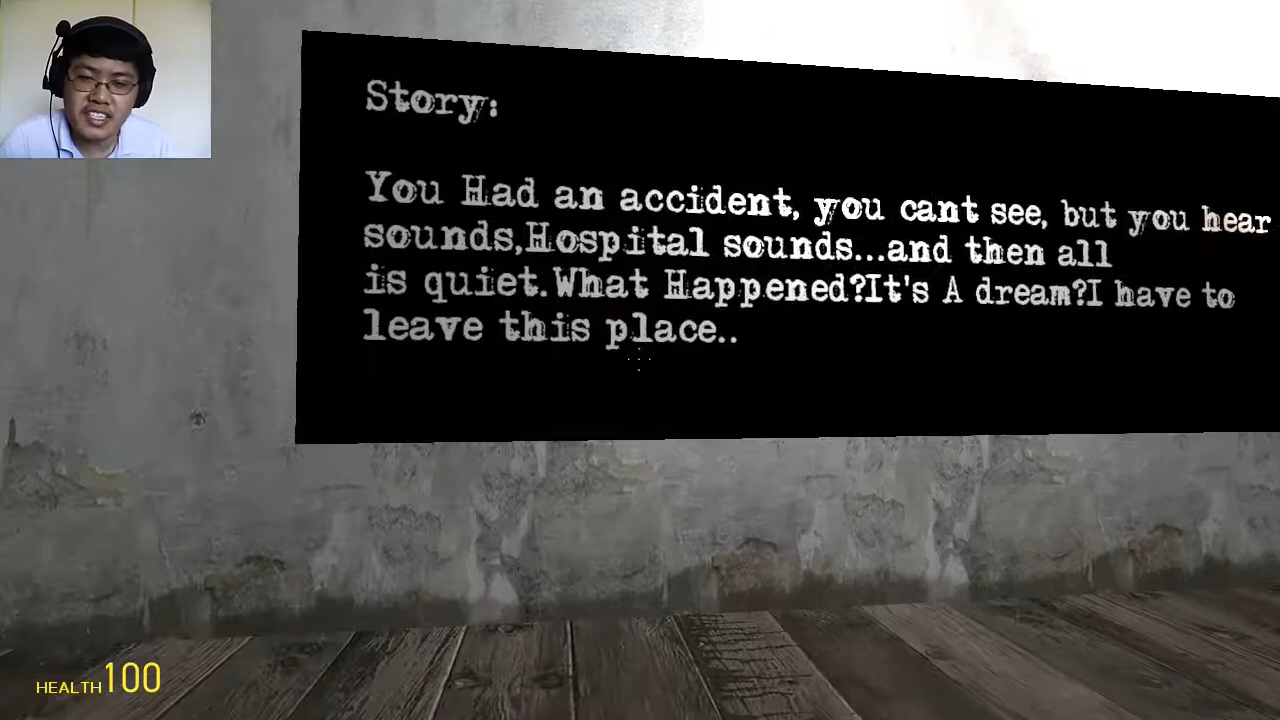 Story:
You Had an accident, you cant see, but you hear
sounds,Hospital sounds...and then all
is quiet.What Happened?It's A dream?I have to
leave this place..
HEALTH 100